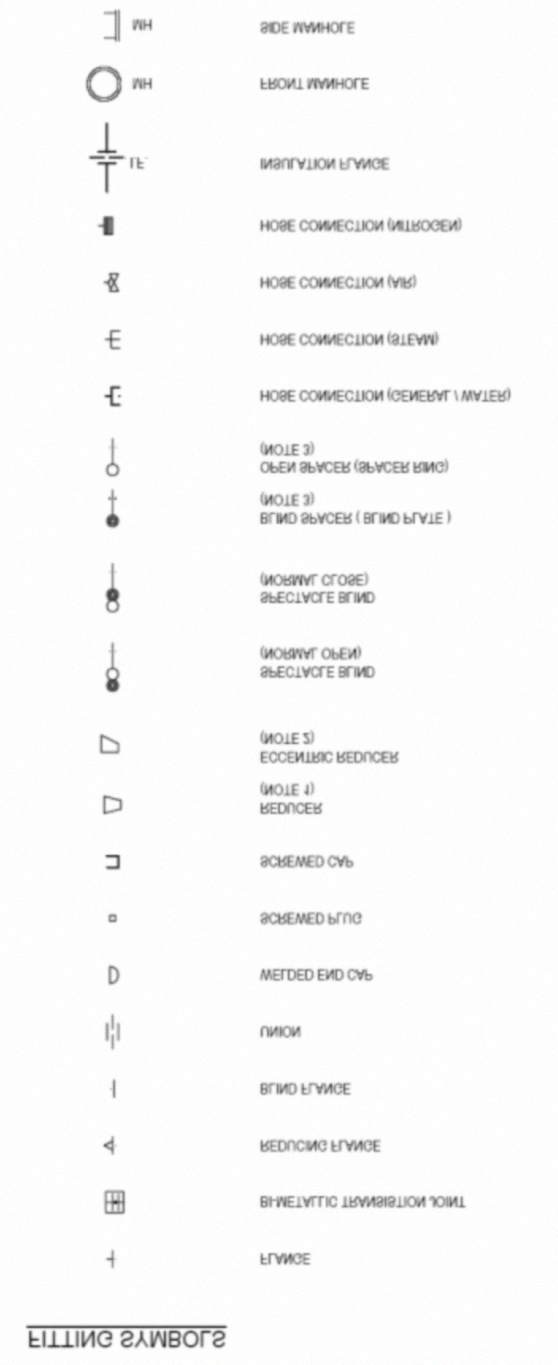 FITTING SYMBOLS
FLANGE
BI-METALLIC TRANSISTION JOINT
REDUCING FLANGE
BLIND FLANGE
UNION
WELDED END CAP
SCREWED PLUG
SCREWED CAP
REDUCER
(NOTE 1)
ECCENTRIC REDUCER
(NOTE 2)
SPECTACLE BLIND
(NORMAL OPEN)
SPECTACLE BLIND
(NORMAL CLOSE)
BLIND SPACER ( BLIND PLATE )
(NOTE 3)
OPEN SPACER (SPACER RING)
(NOTE 3)
HOSE CONNECTION (GENERAL / WATER)
HOSE CONNECTION (STEAM)
HOSE CONNECTION (AIR)
HOSE CONNECTION (NITROGEN)
I.F. INSULATION FLANGE
MH FRONT MANHOLE
MH SIDE MANHOLE